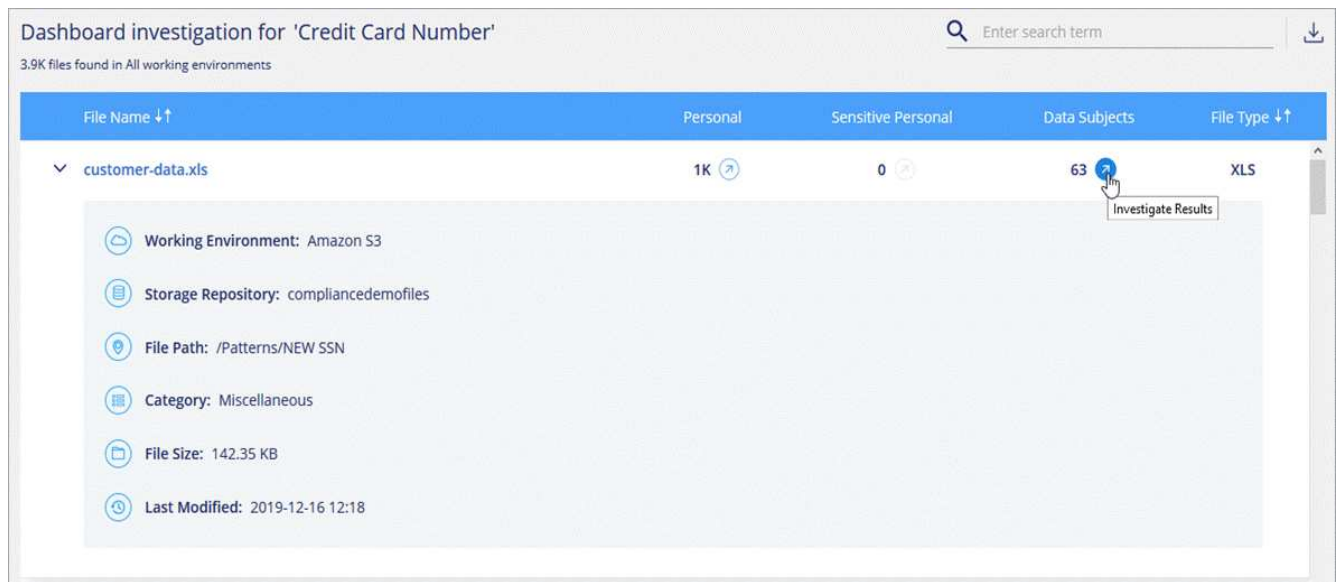 Dashboard investigation for 'Credit Card Number'
Enter search term
3.9K files found in All working environments
File Name Personal Sensitive Personal Data Subjects File Type
customer-data.xls 1K 0 63 XLS
Investigate Results
Working Environment: Amazon S3
Storage Repository: compliancedemofiles
File Path: /Patterns/NEW SSN
Category: Miscellaneous
File Size: 142.35 KB
Last Modified: 2019-12-16 12:18